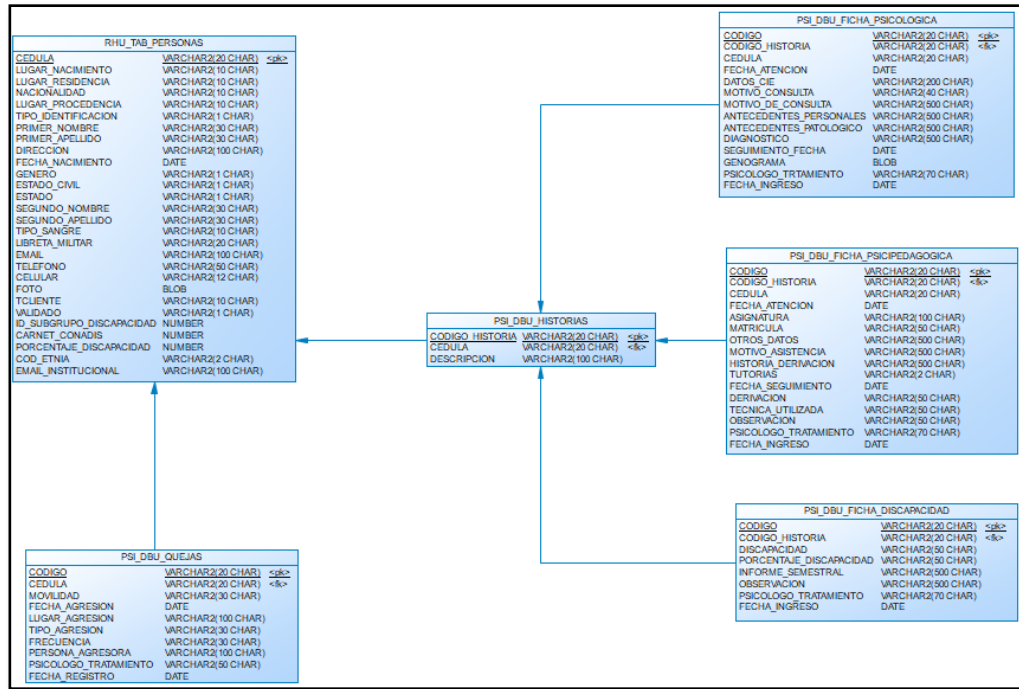 RHU_TAB_PERSONAS
CEDULA VARCHAR2(20 CHAR) <pk>
LUGAR_NACIMIENTO VARCHAR2(10 CHAR)
LUGAR_RESIDENCIA VARCHAR2(10 CHAR)
NACIONALIDAD VARCHAR2(10 CHAR)
LUGAR_PROCEDENCIA VARCHAR2(10 CHAR)
TIPO_IDENTIFICACION VARCHAR2(1 CHAR)
PRIMER_NOMBRE VARCHAR2(30 CHAR)
PRIMER_APELLIDO VARCHAR2(30 CHAR)
DIRECCION VARCHAR2(100 CHAR)
FECHA_NACIMIENTO DATE
GENERO VARCHAR2(1 CHAR)
ESTADO_CIVIL VARCHAR2(1 CHAR)
ESTADO VARCHAR2(1 CHAR)
SEGUNDO_NOMBRE VARCHAR2(30 CHAR)
SEGUNDO_APELLIDO VARCHAR2(30 CHAR)
TIPO_SANGRE VARCHAR2(10 CHAR)
LIBRETA_MILITAR VARCHAR2(20 CHAR)
EMAIL VARCHAR2(100 CHAR)
TELEFONO VARCHAR2(50 CHAR)
CELULAR VARCHAR2(12 CHAR)
FOTO BLOB
TCLIENTE VARCHAR2(10 CHAR)
VALIDADO VARCHAR2(1 CHAR)
ID_SUBGRUPO_DISCAPACIDAD NUMBER
CARNET_CONADIS NUMBER
PORCENTAJE_DISCAPACIDAD NUMBER
COD_ETNIA VARCHAR2(2 CHAR)
EMAIL_INSTITUCIONAL VARCHAR2(100 CHAR)
PSI_DBU_QUEJAS
CODIGO VARCHAR2(20 CHAR) <pk>
CEDULA VARCHAR2(20 CHAR) <fk>
MOVILIDAD VARCHAR2(30 CHAR)
FECHA_AGRESION DATE
LUGAR_AGRESION VARCHAR2(100 CHAR)
TIPO_AGRESION VARCHAR2(30 CHAR)
FRECUENCIA VARCHAR2(30 CHAR)
PERSONA_AGRESORA VARCHAR2(100 CHAR)
PSICOLOGO_TRATAMIENTO VARCHAR2(50 CHAR)
FECHA_REGISTRO DATE
PSI_DBU_HISTORIAS
CODIGO_HISTORIA VARCHAR2(20 CHAR) <pk>
CEDULA VARCHAR2(20 CHAR) <fk>
DESCRIPCION VARCHAR2(100 CHAR)
PSI_DBU_FICHA_PSICOLOGICA
CODIGO VARCHAR2(20 CHAR) <pk>
CODIGO_HISTORIA VARCHAR2(20 CHAR) <fk>
CEDULA VARCHAR2(20 CHAR)
FECHA_ATENCION DATE
DATOS_CIE VARCHAR2(200 CHAR)
MOTIVO_CONSULTA VARCHAR2(40 CHAR)
MOTIVO_DE_CONSULTA VARCHAR2(500 CHAR)
ANTECEDENTES_PERSONALES VARCHAR2(500 CHAR)
ANTECEDENTES_PATOLOGICO VARCHAR2(500 CHAR)
DIAGNOSTICO VARCHAR2(500 CHAR)
SEGUIMIENTO_FECHA DATE
GENOGRAMA BLOB
PSICOLOGO_TRTAMIENTO VARCHAR2(70 CHAR)
FECHA_INGRESO DATE
PSI_DBU_FICHA_PSICIPEDAGOGICA
CODIGO VARCHAR2(20 CHAR) <pk>
CODIGO_HISTORIA VARCHAR2(20 CHAR) <fk>
CEDULA VARCHAR2(20 CHAR)
FECHA_ATENCION DATE
ASIGNATURA VARCHAR2(100 CHAR)
MATRICULA VARCHAR2(50 CHAR)
OTROS_DATOS VARCHAR2(500 CHAR)
MOTIVO_ASISTENCIA VARCHAR2(500 CHAR)
HISTORIA_DERIVACION VARCHAR2(500 CHAR)
TUTORIAS VARCHAR2(2 CHAR)
FECHA_SEGUIMIENTO DATE
DERIVACION VARCHAR2(50 CHAR)
TECNICA_UTILIZADA VARCHAR2(50 CHAR)
OBSERVACION VARCHAR2(50 CHAR)
PSICOLOGO_TRATAMIENTO VARCHAR2(70 CHAR)
FECHA_INGRESO DATE
PSI_DBU_FICHA_DISCAPACIDAD
CODIGO VARCHAR2(20 CHAR) <pk>
CODIGO_HISTORIA VARCHAR2(20 CHAR) <fk>
DISCAPACIDAD VARCHAR2(50 CHAR)
PORCENTAJE_DISCAPACIDAD VARCHAR2(50 CHAR)
INFORME_SEMESTRAL VARCHAR2(500 CHAR)
OBSERVACION VARCHAR2(500 CHAR)
PSICOLOGO_TRATAMIENTO VARCHAR2(70 CHAR)
FECHA_INGRESO DATE